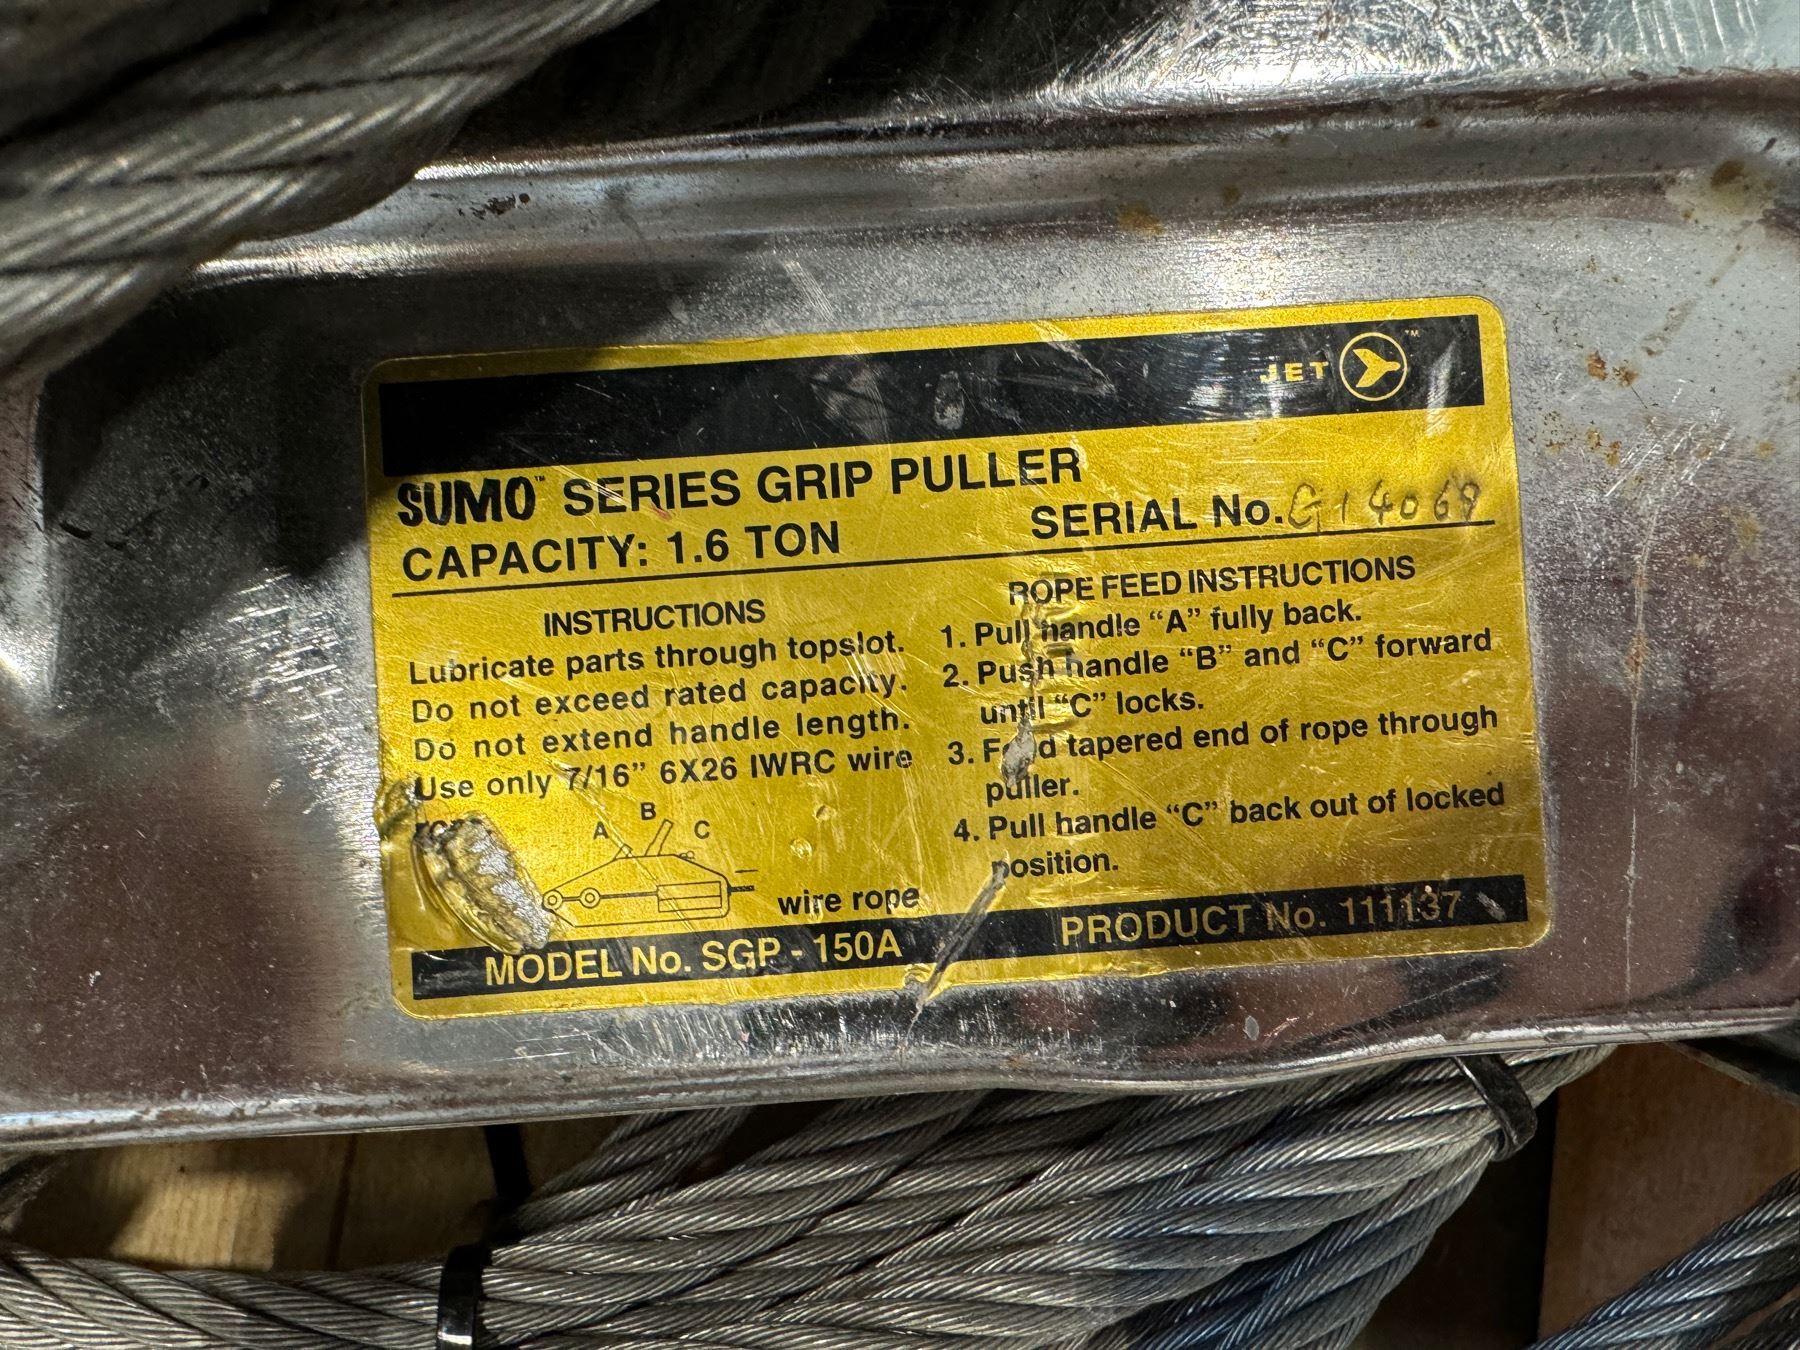 JET ™
SUMO™ SERIES GRIP PULLER
CAPACITY: 1.6 TON
SERIAL No. G14069
INSTRUCTIONS
Lubricate parts through topslot.
Do not exceed rated capacity.
Do not extend handle length.
Use only 7/16” 6X26 IWRC wire
A B C
wire rope
ROPE FEED INSTRUCTIONS
1. Pull handle “A” fully back.
2. Push handle “B” and “C” forward
until “C” locks.
3. Feed tapered end of rope through
puller.
4. Pull handle “C” back out of locked
position.
MODEL No. SGP - 150A
PRODUCT No. 111137